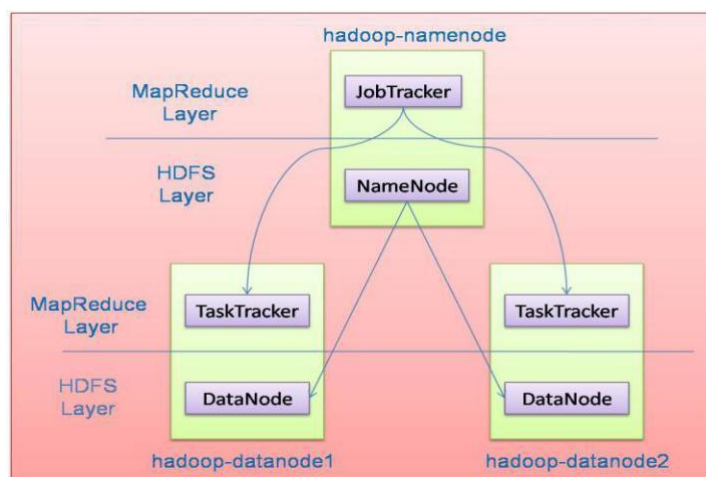 hadoop-namenode
MapReduce
Layer
JobTracker
HDFS
Layer
NameNode
MapReduce
Layer
TaskTracker
TaskTracker
HDFS
Layer
DataNode
DataNode
hadoop-datanode1
hadoop-datanode2